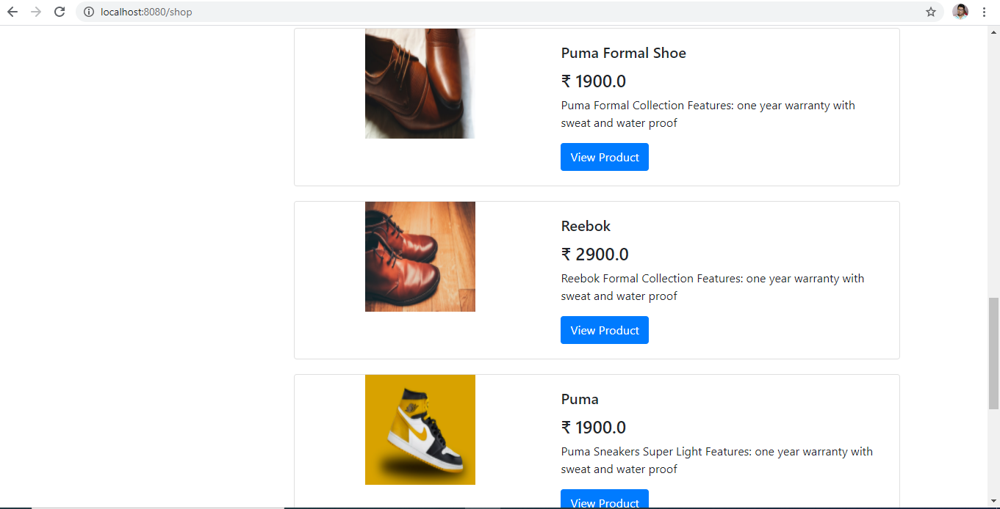 localhost:8080/shop
Puma Formal Shoe
₹ 1900.0
Puma Formal Collection Features: one year warranty with
sweat and water proof
View Product
Reebok
₹ 2900.0
Reebok Formal Collection Features: one year warranty with
sweat and water proof
View Product
Puma
₹ 1900.0
Puma Sneakers Super Light Features: one year warranty with
sweat and water proof
View Product